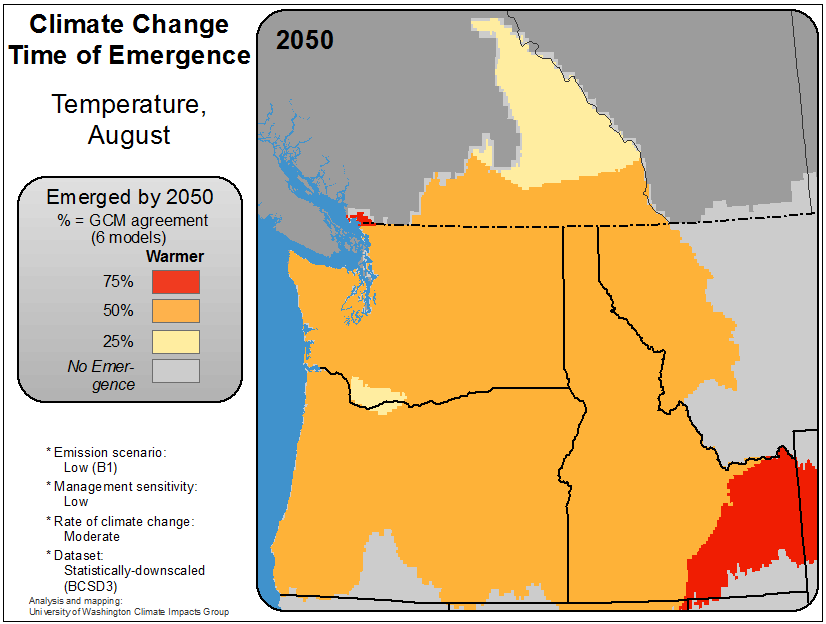 Climate Change
Time of Emergence
Temperature,
August
2050
Emerged by 2050
% = GCM agreement
(6 models)
Warmer
75%
50%
25%
No Emer-
gence
* Emission scenario:
Low (B1)
* Management sensitivity:
Low
* Rate of climate change:
Moderate
* Dataset:
Statistically-downscaled
(BCSD3)
Analysis and mapping:
University of Washington Climate Impacts Group